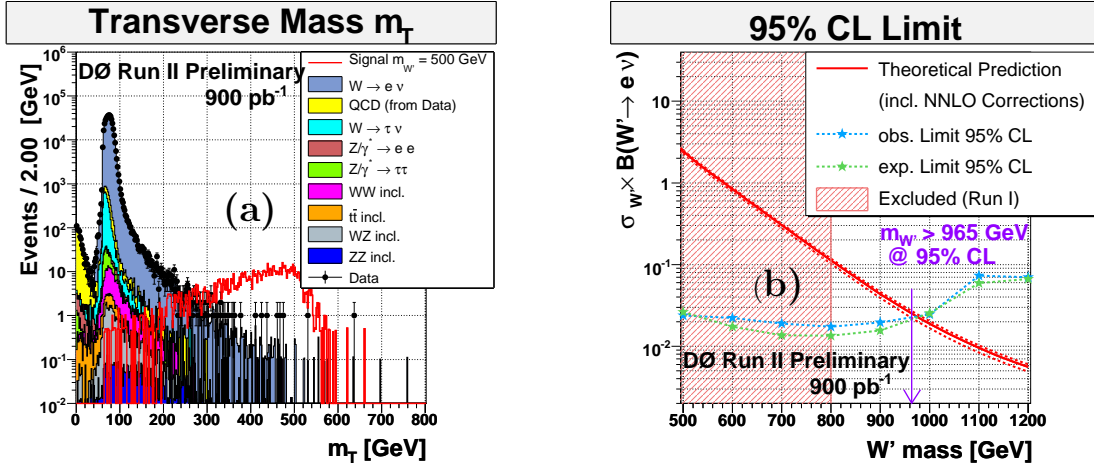 Transverse Mass m_T
Events / 2.00 [GeV]
10^6
10^5
10^4
10^3
10^2
10
1
10^-1
10^-2
DØ Run II Preliminary
900 pb^-1
(a)
Signal m_W' = 500 GeV
W → e ν
QCD (from Data)
W → τ ν
Z/γ* → e e
Z/γ* → ττ
WW incl.
tt̄ incl.
WZ incl.
ZZ incl.
Data
0 100 200 300 400 500 600 700 800
m_T [GeV]
95% CL Limit
σ_W' × B(W' → e ν)
10
1
10^-1
10^-2
Theoretical Prediction
(incl. NNLO Corrections)
obs. Limit 95% CL
exp. Limit 95% CL
Excluded (Run I)
m_W' > 965 GeV
@ 95% CL
(b)
DØ Run II Preliminary
900 pb^-1
500 600 700 800 900 1000 1100 1200
W' mass [GeV]